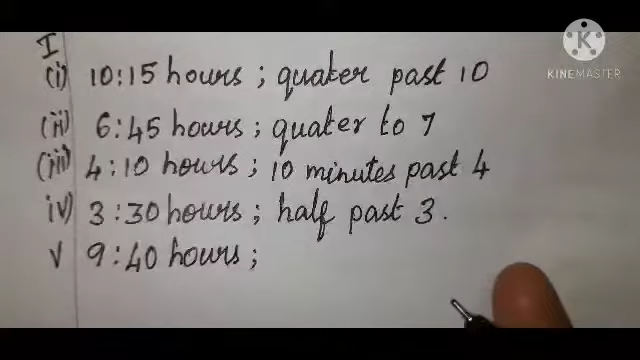 I
(i) 10:15 hours ; quater past 10
(ii) 6:45 hours ; quater to 7
(iii) 4:10 hours ; 10 minutes past 4
iv) 3:30 hours ; half past 3.
v 9:40 hours ;
KINEMASTER